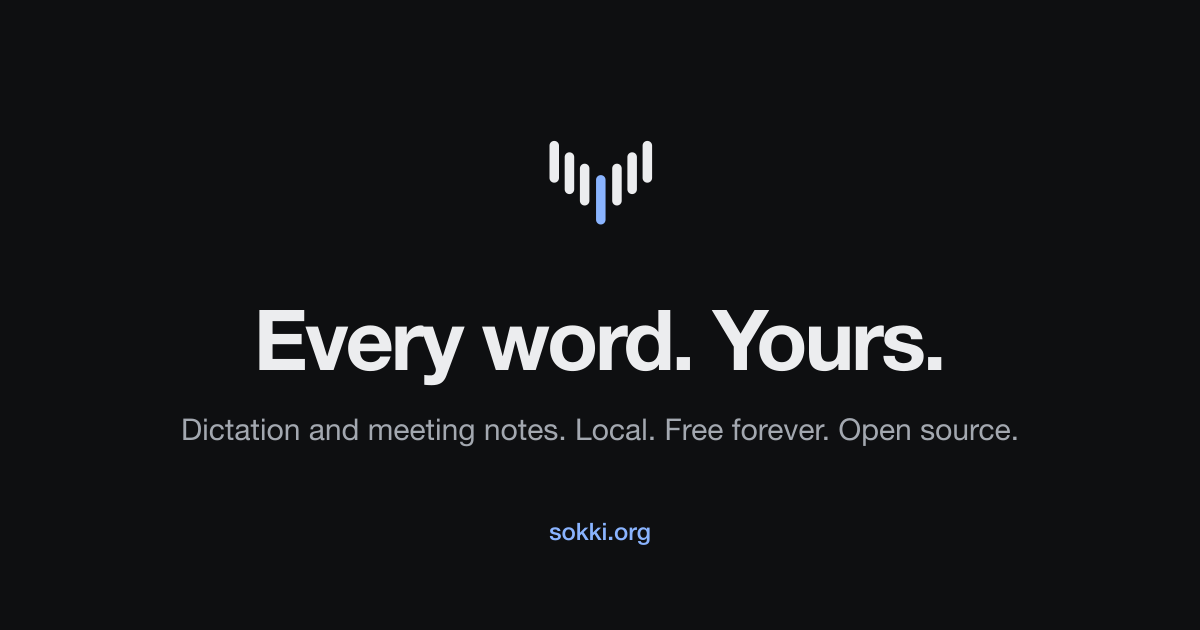 Every word. Yours.
Dictation and meeting notes. Local. Free forever. Open source.
sokki.org